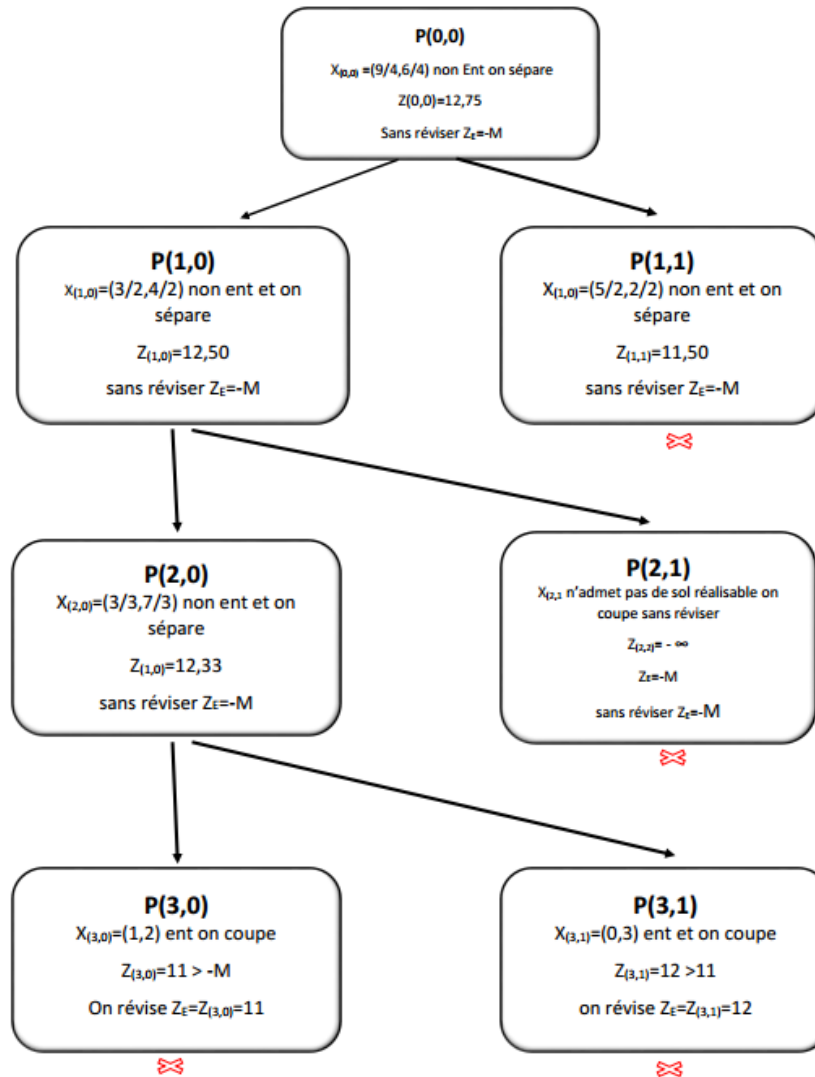 P(0,0)
X(0,0) =(9/4,6/4) non Ent on sépare
Z(0,0)=12,75
Sans réviser ZE=-M
P(1,0)
X(1,0)=(3/2,4/2) non ent et on
sépare
Z(1,0)=12,50
sans réviser ZE=-M
P(1,1)
X(1,0)=(5/2,2/2) non ent et on
sépare
Z(1,1)=11,50
sans réviser ZE=-M
P(2,0)
X(2,0)=(3/3,7/3) non ent et on
sépare
Z(1,0)=12,33
sans réviser ZE=-M
P(2,1)
X(2,1 n'admet pas de sol réalisable on
coupe sans réviser
Z(2,2)= - ∞
ZE=-M
sans réviser ZE=-M
P(3,0)
X(3,0)=(1,2) ent on coupe
Z(3,0)=11 > -M
On révise ZE=Z(3,0)=11
P(3,1)
X(3,1)=(0,3) ent et on coupe
Z(3,1)=12 >11
on révise ZE=Z(3,1)=12